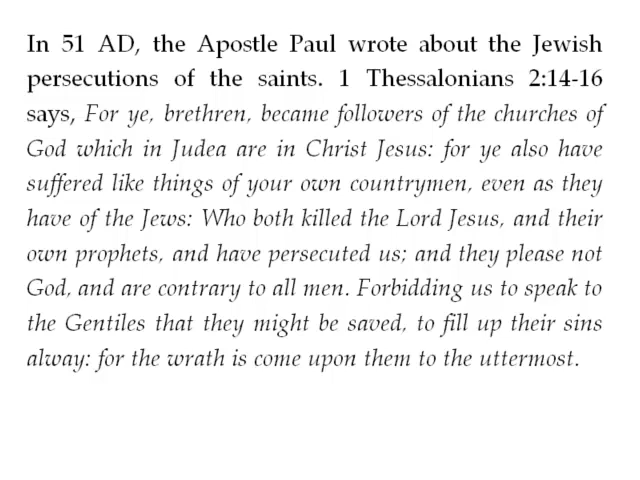 In 51 AD, the Apostle Paul wrote about the Jewish
persecutions of the saints. 1 Thessalonians 2:14-16
says, For ye, brethren, became followers of the churches of
God which in Judea are in Christ Jesus: for ye also have
suffered like things of your own countrymen, even as they
have of the Jews: Who both killed the Lord Jesus, and their
own prophets, and have persecuted us; and they please not
God, and are contrary to all men. Forbidding us to speak to
the Gentiles that they might be saved, to fill up their sins
alway: for the wrath is come upon them to the uttermost.